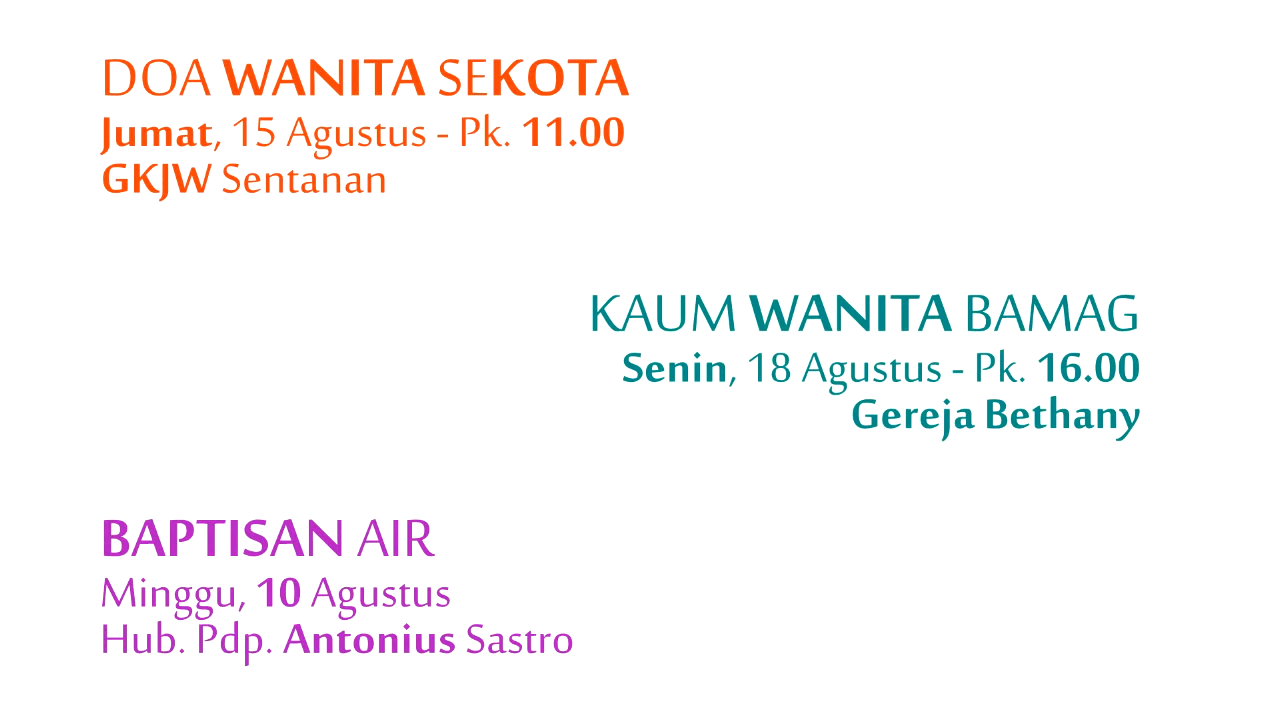 DOA WANITA SEKOTA
Jumat, 15 Agustus - Pk. 11.00
GKJW Sentanan
KAUM WANITA BAMAG
Senin, 18 Agustus - Pk. 16.00
Gereja Bethany
BAPTISAN AIR
Minggu, 10 Agustus
Hub. Pdp. Antonius Sastro